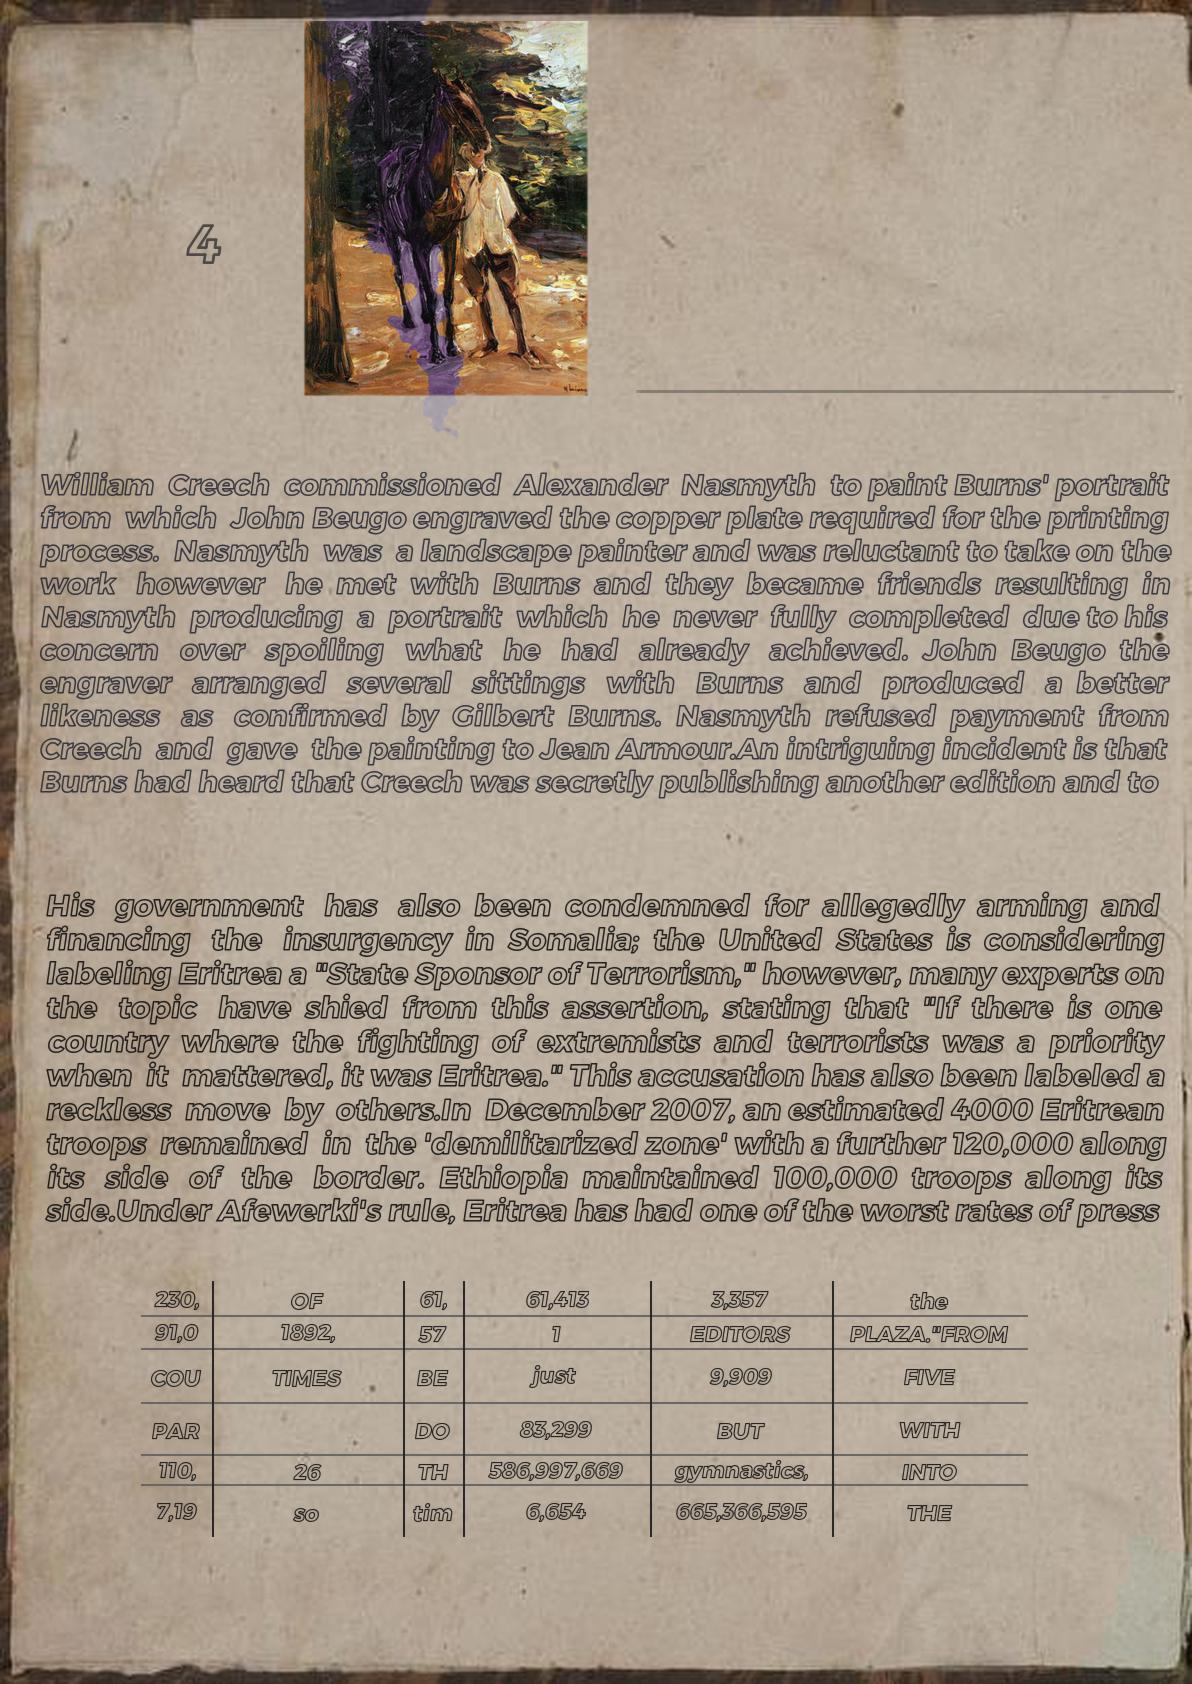 4
William Creech commissioned Alexander Nasmyth to paint Burns' portrait
from which John Beugo engraved the copper plate required for the printing
process. Nasmyth was a landscape painter and was reluctant to take on the
work however he met with Burns and they became friends resulting in
Nasmyth producing a portrait which he never fully completed due to his
concern over spoiling what he had already achieved. John Beugo the
engraver arranged several sittings with Burns and produced a better
likeness as confirmed by Gilbert Burns. Nasmyth refused payment from
Creech and gave the painting to Jean Armour.An intriguing incident is that
Burns had heard that Creech was secretly publishing another edition and to
His government has also been condemned for allegedly arming and
financing the insurgency in Somalia; the United States is considering
labeling Eritrea a "State Sponsor of Terrorism," however, many experts on
the topic have shied from this assertion, stating that "If there is one
country where the fighting of extremists and terrorists was a priority
when it mattered, it was Eritrea." This accusation has also been labeled a
reckless move by others.In December 2007, an estimated 4000 Eritrean
troops remained in the 'demilitarized zone' with a further 120,000 along
its side of the border. Ethiopia maintained 100,000 troops along its
side.Under Afewerki's rule, Eritrea has had one of the worst rates of press
230, OF 61, 61,413 3,357 the
91,0 1892, 57 1 EDITORS PLAZA."FROM
COU TIMES BE just 9,909 FIVE
PAR DO 83,299 BUT WITH
110, 26 TH 586,997,669 gymnastics, INTO
7,19 so tim 6,654 665,366,595 THE